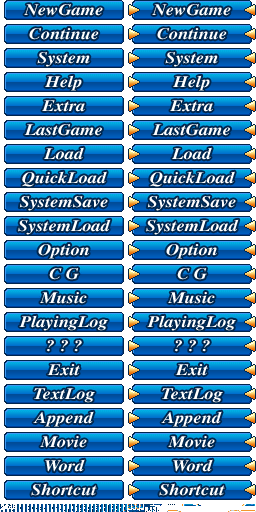 NewGame NewGame
Continue Continue
System System
Help Help
Extra Extra
LastGame LastGame
Load Load
QuickLoad QuickLoad
SystemSave SystemSave
SystemLoad SystemLoad
Option Option
C G C G
Music Music
PlayingLog PlayingLog
? ? ? ? ? ?
Exit Exit
TextLog TextLog
Append Append
Movie Movie
Word Word
Shortcut Shortcut